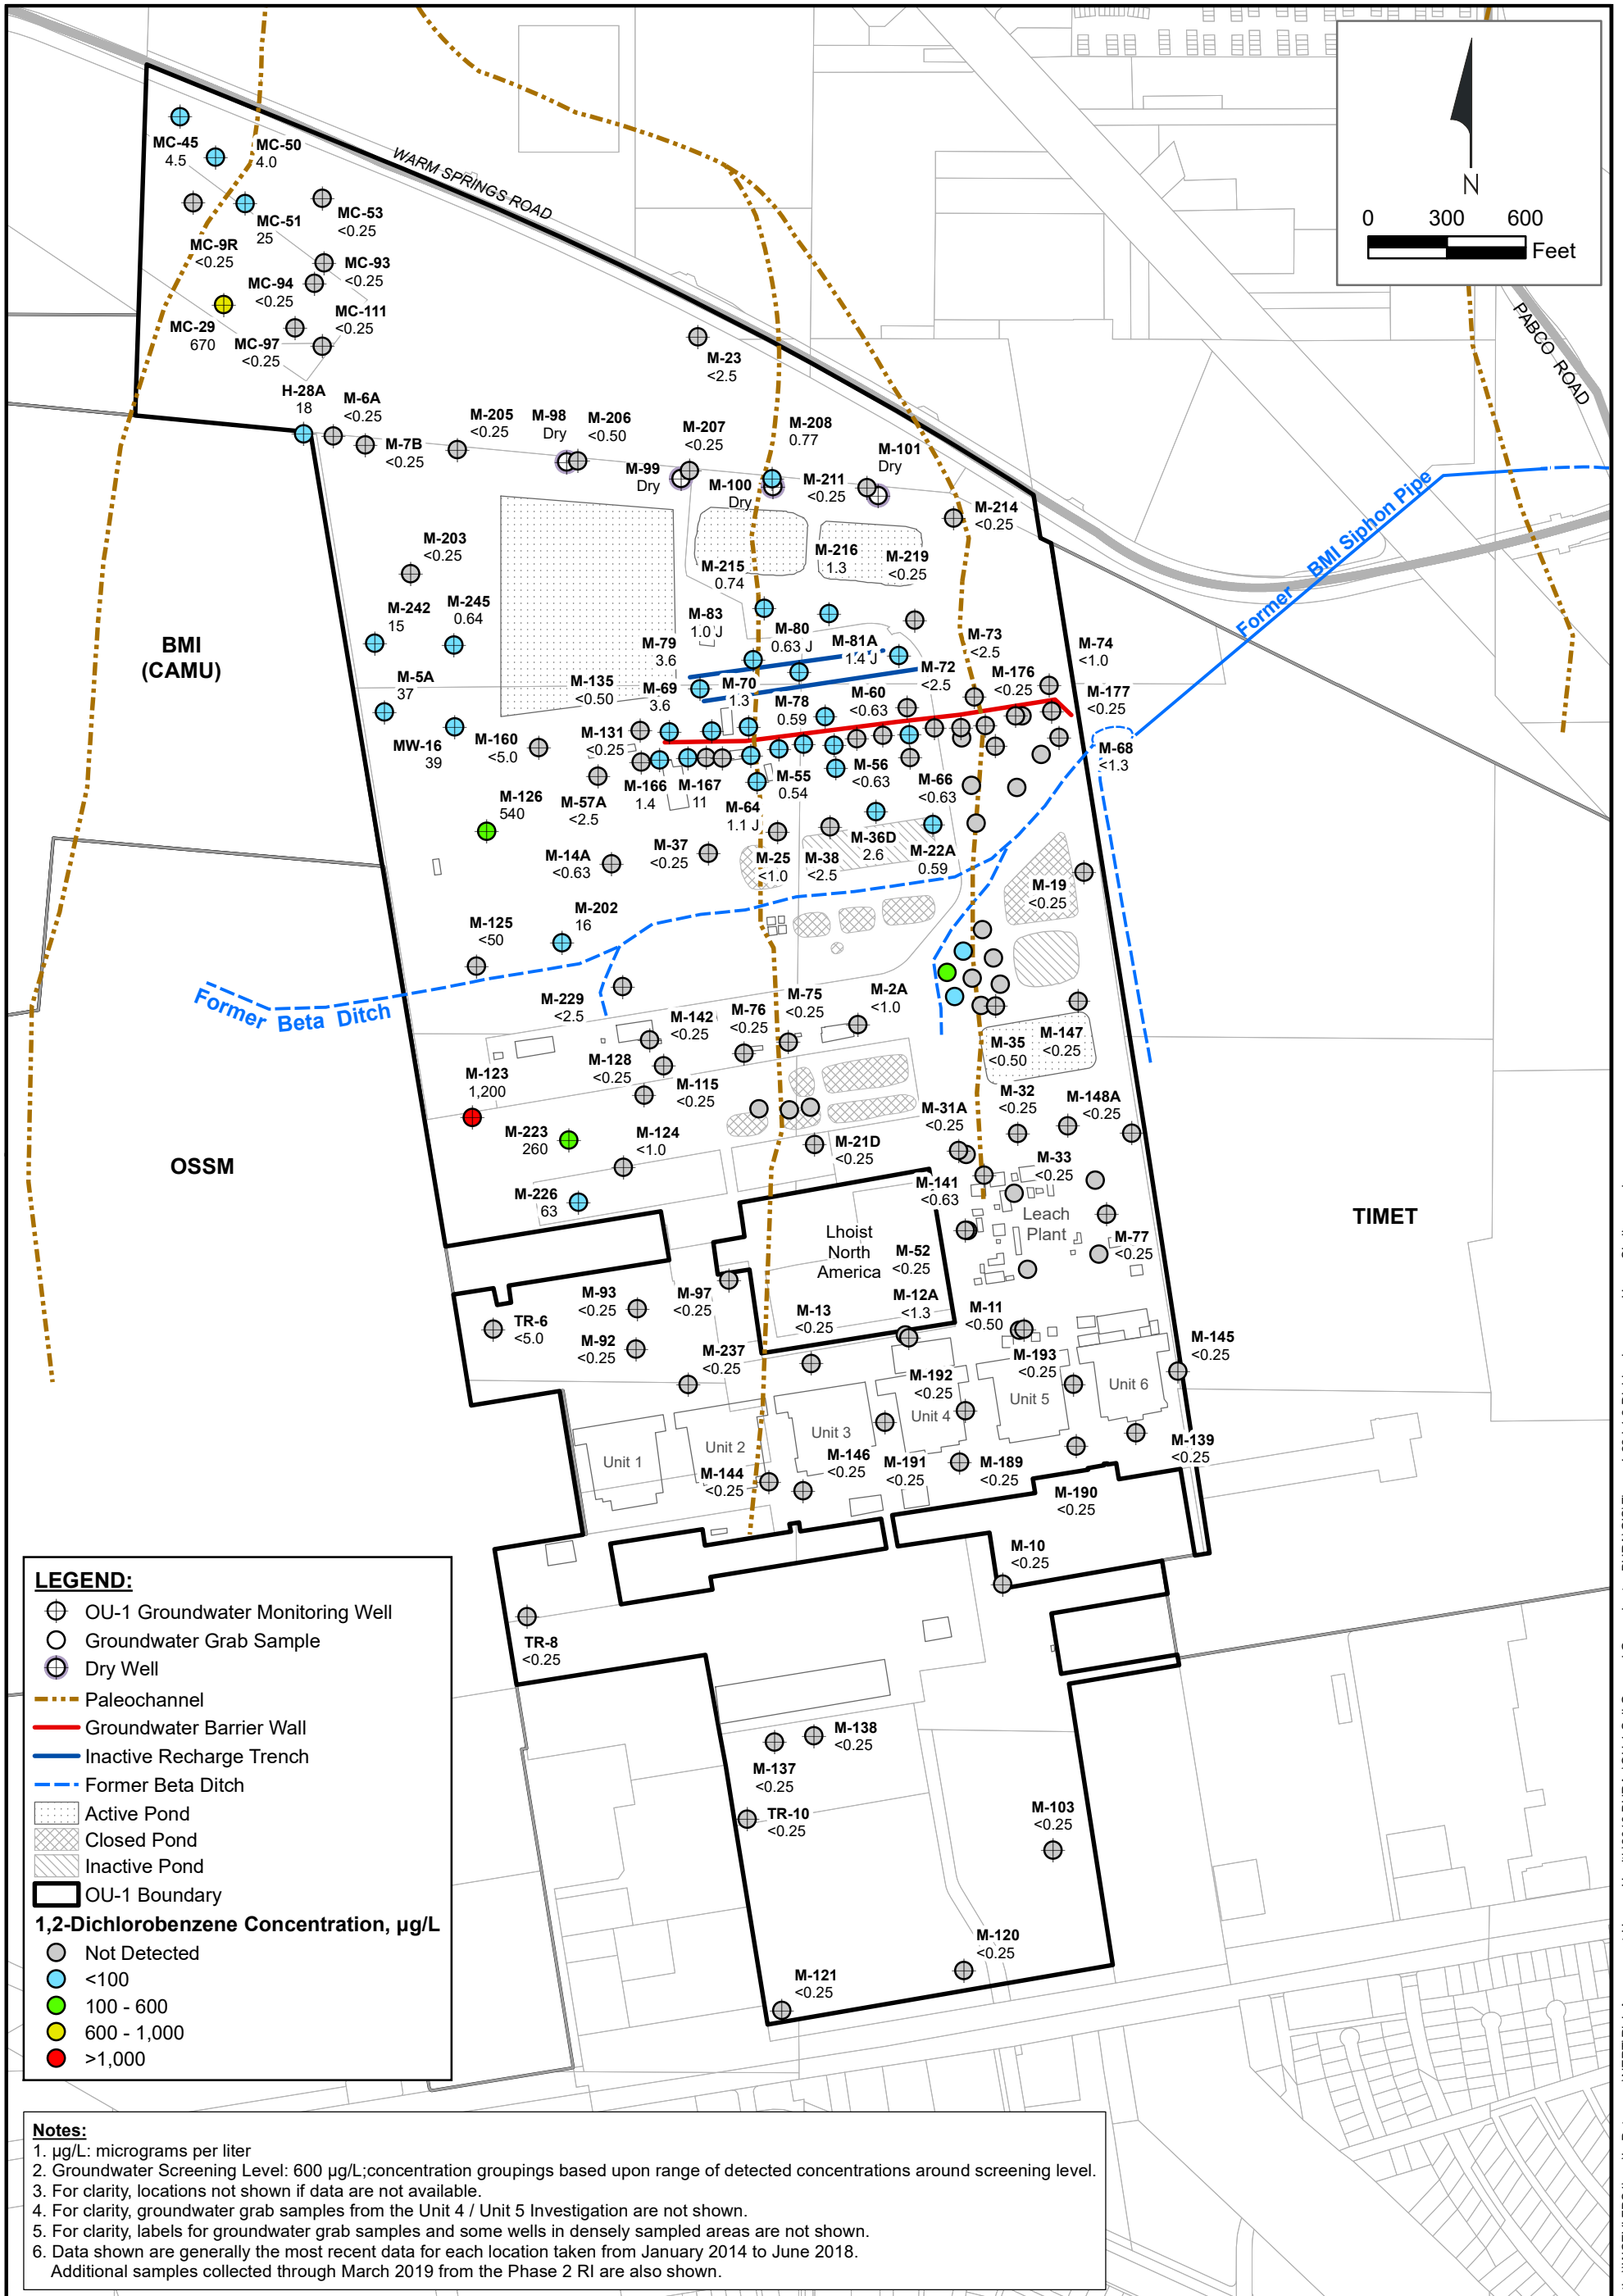 0 300 600
Feet
N
WARM SPRINGS ROAD
PABCO ROAD
MC-45
4.5
MC-50
4.0
MC-51
25
MC-53
<0.25
MC-9R
<0.25
MC-93
<0.25
MC-94
<0.25
MC-111
<0.25
MC-29
670
MC-97
<0.25
M-23
<2.5
H-28A
18
M-6A
<0.25
M-7B
<0.25
M-205
<0.25
M-98
Dry
M-206
<0.50
M-207
<0.25
M-99
Dry
M-208
0.77
M-100
Dry
M-211
<0.25
M-101
Dry
M-214
<0.25
Former BMI Siphon Pipe
M-203
<0.25
M-215
0.74
M-216
1.3
M-219
<0.25
M-242
15
M-245
0.64
BMI
(CAMU)
M-83
1.0 J
M-79
3.6
M-80
0.63 J
M-81A
1.4 J
M-73
<2.5
M-74
<1.0
M-72
<2.5
M-176
<0.25
M-177
<0.25
M-5A
37
M-135
<0.50
M-69
3.6
M-70
1.3
M-78
0.59
M-60
<0.63
MW-16
39
M-160
<5.0
M-131
<0.25
M-68
<1.3
M-126
540
M-57A
<2.5
M-166
1.4
M-167
11
M-55
0.54
M-56
<0.63
M-66
<0.63
M-64
1.1 J
M-14A
<0.63
M-37
<0.25
M-25
<1.0
M-38
<2.5
M-36D
2.6
M-22A
0.59
M-19
<0.25
M-125
<50
M-202
16
Former Beta Ditch
M-229
<2.5
M-142
<0.25
M-76
<0.25
M-75
<0.25
M-2A
<1.0
M-35
<0.50
M-147
<0.25
M-123
1,200
M-128
<0.25
M-115
<0.25
M-31A
<0.25
M-32
<0.25
M-148A
<0.25
M-223
260
M-124
<1.0
M-21D
<0.25
M-33
<0.25
OSSM
TIMET
M-226
63
M-141
<0.63
Leach
Plant
Lhoist
North
America
M-52
<0.25
M-77
<0.25
M-12A
<1.3
M-11
<0.50
M-93
<0.25
M-97
<0.25
M-13
<0.25
TR-6
<5.0
M-92
<0.25
M-237
<0.25
M-193
<0.25
M-145
<0.25
M-192
<0.25
Unit 1
Unit 2
Unit 3
Unit 4
Unit 5
Unit 6
M-144
<0.25
M-146
<0.25
M-191
<0.25
M-189
<0.25
M-139
<0.25
M-190
<0.25
M-10
<0.25
TR-8
<0.25
M-138
<0.25
M-137
<0.25
TR-10
<0.25
M-103
<0.25
M-120
<0.25
M-121
<0.25
LEGEND:
OU-1 Groundwater Monitoring Well
Groundwater Grab Sample
Dry Well
Paleochannel
Groundwater Barrier Wall
Inactive Recharge Trench
Former Beta Ditch
Active Pond
Closed Pond
Inactive Pond
OU-1 Boundary
1,2-Dichlorobenzene Concentration, µg/L
Not Detected
<100
100 - 600
600 - 1,000
>1,000
Notes:
1. µg/L: micrograms per liter
2. Groundwater Screening Level: 600 µg/L;concentration groupings based upon range of detected concentrations around screening level.
3. For clarity, locations not shown if data are not available.
4. For clarity, groundwater grab samples from the Unit 4 / Unit 5 Investigation are not shown.
5. For clarity, labels for groundwater grab samples and some wells in densely sampled areas are not shown.
6. Data shown are generally the most recent data for each location taken from January 2014 to June 2018.
Additional samples collected through March 2019 from the Phase 2 RI are also shown.